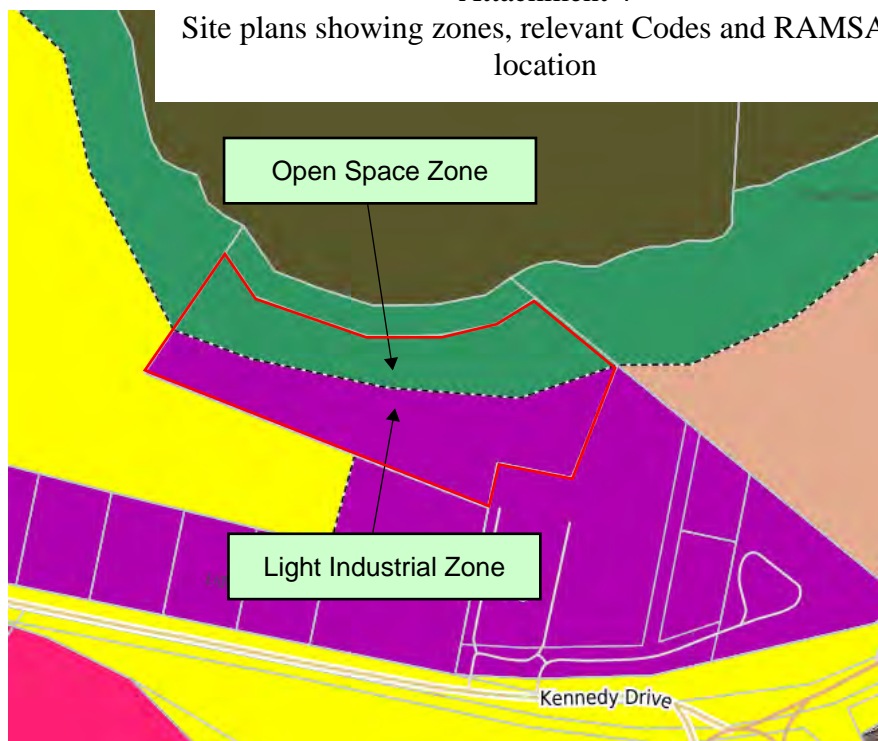 Site plans showing zones, relevant Codes and RAMSA
location
Open Space Zone
Light Industrial Zone
Kennedy Drive